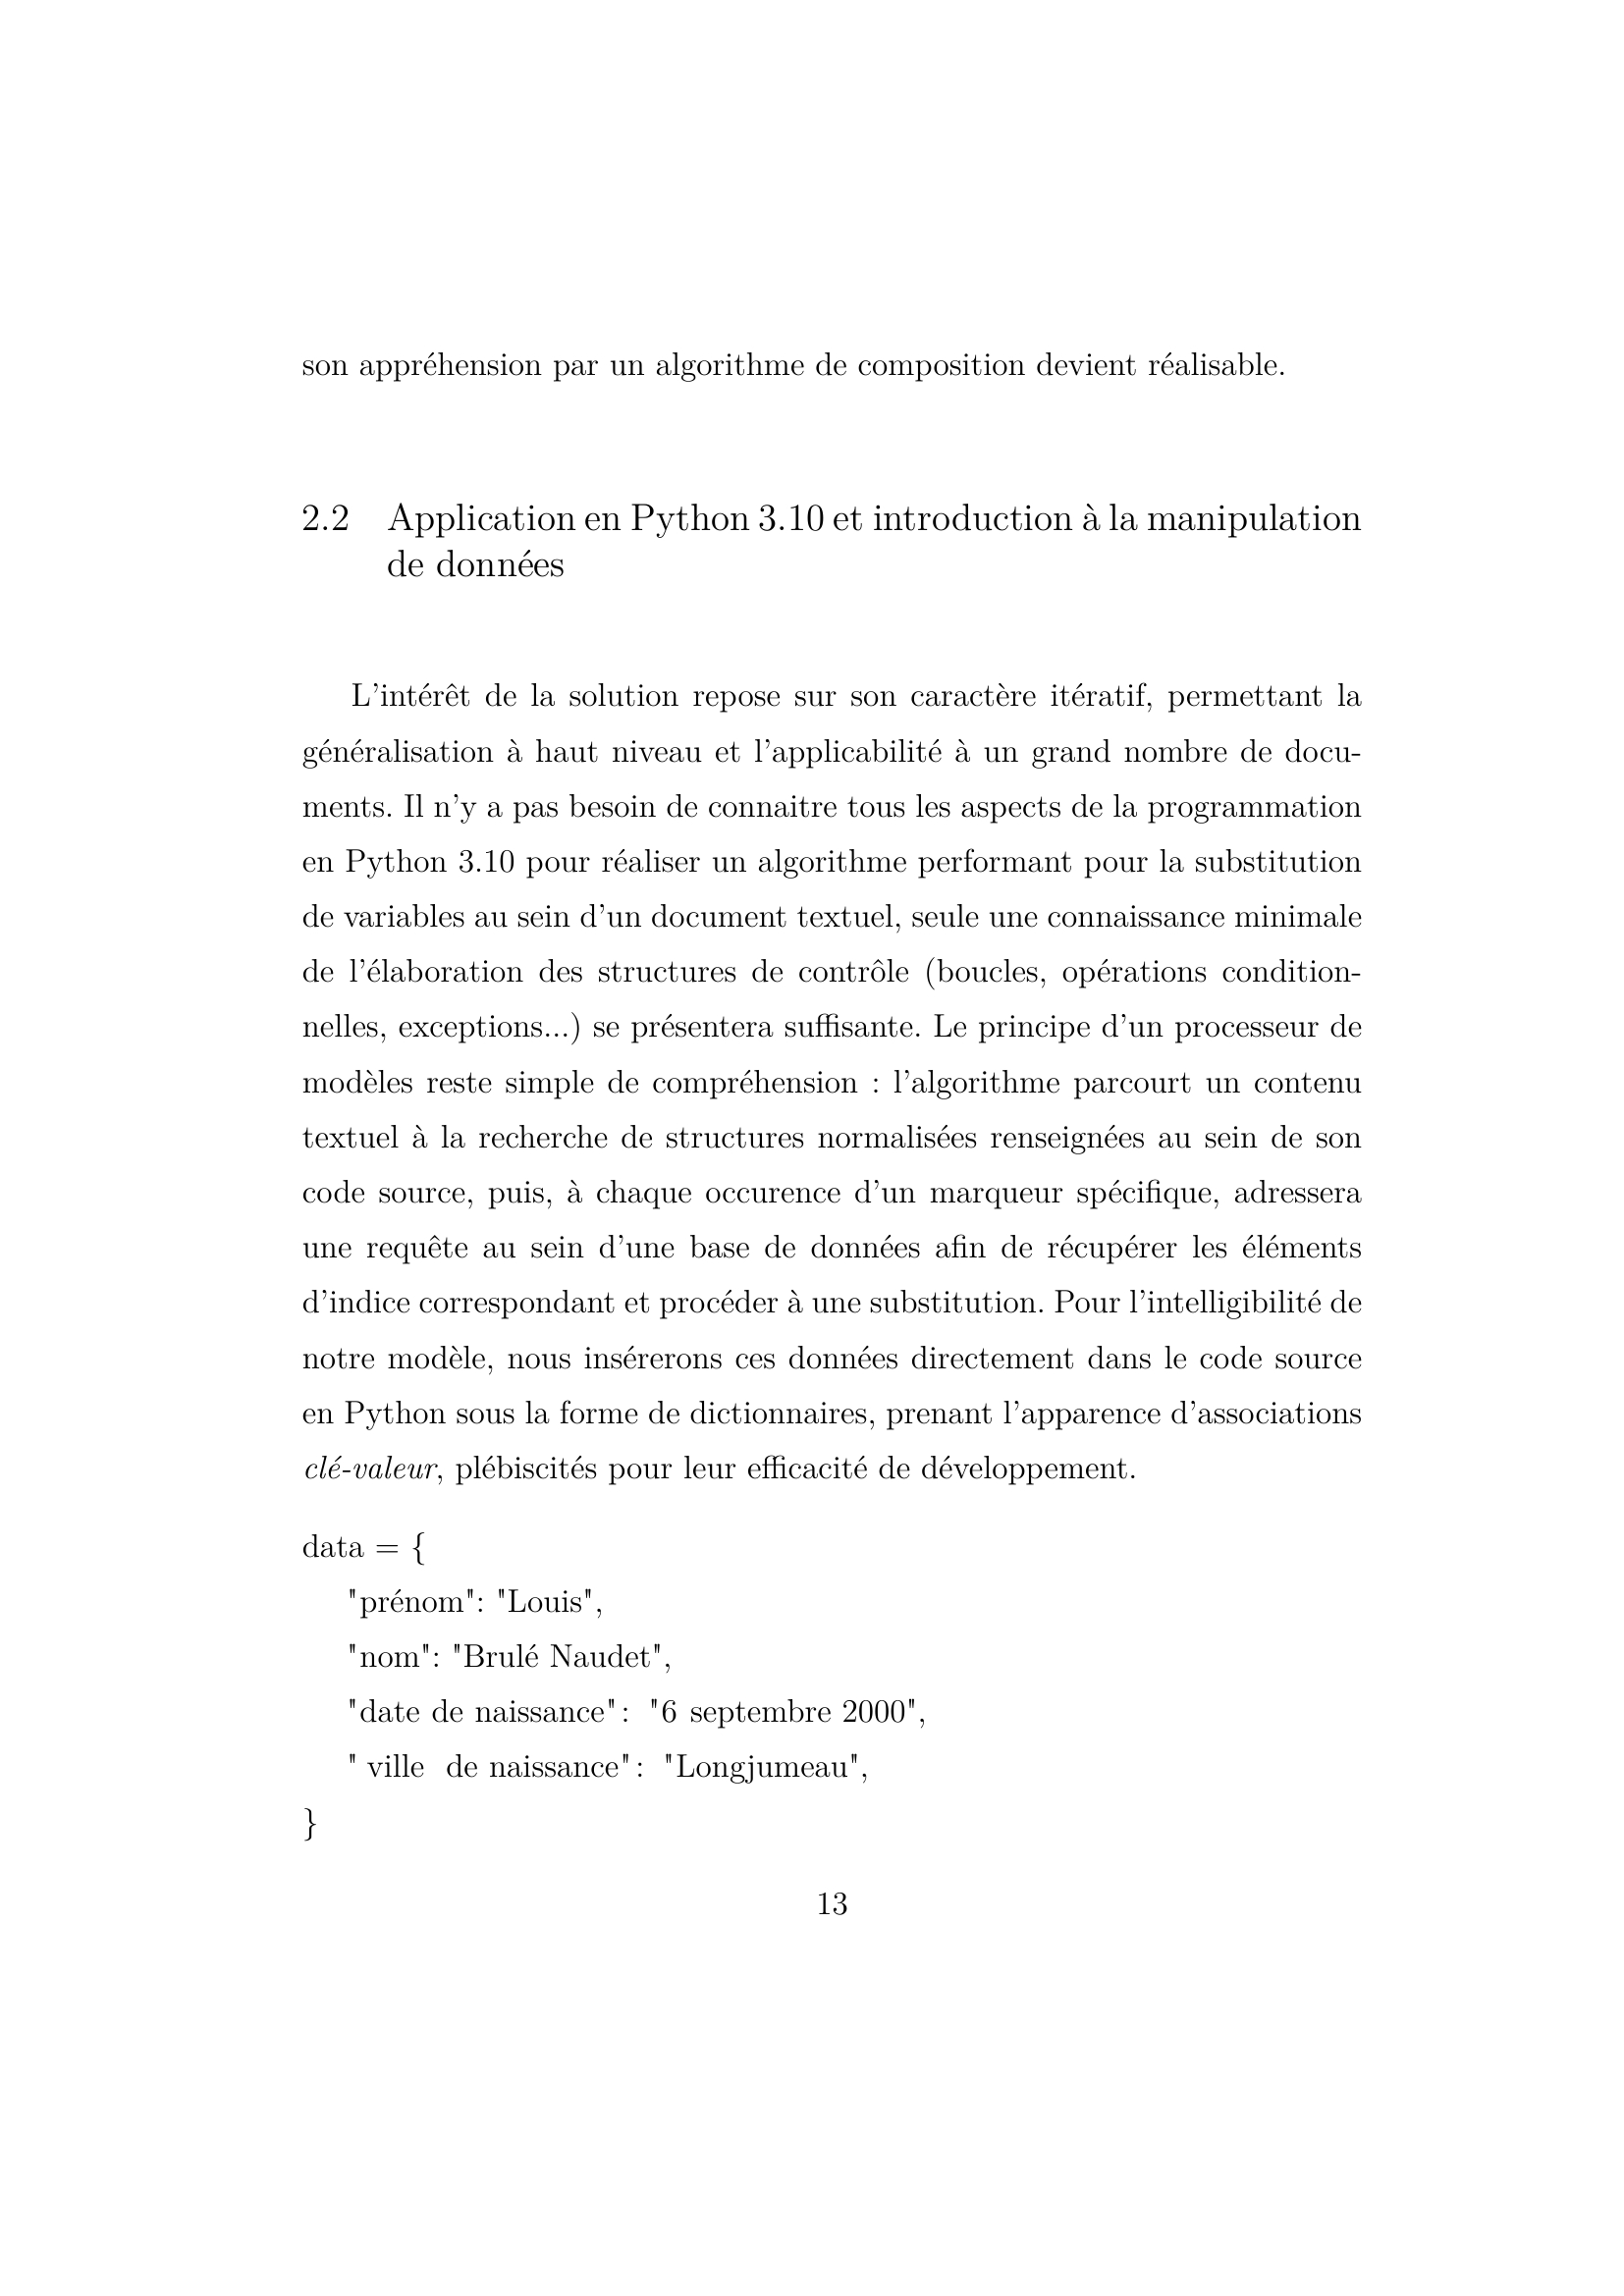 son appréhension par un algorithme de composition devient réalisable.
2.2 Application en Python 3.10 et introduction à la manipulation
de données
L'intérêt de la solution repose sur son caractère itératif, permettant la
généralisation à haut niveau et l'applicabilité à un grand nombre de docu-
ments. Il n'y a pas besoin de connaitre tous les aspects de la programmation
en Python 3.10 pour réaliser un algorithme performant pour la substitution
de variables au sein d'un document textuel, seule une connaissance minimale
de l'élaboration des structures de contrôle (boucles, opérations condition-
nelles, exceptions...) se présentera suffisante. Le principe d'un processeur de
modèles reste simple de compréhension : l'algorithme parcourt un contenu
textuel à la recherche de structures normalisées renseignées au sein de son
code source, puis, à chaque occurence d'un marqueur spécifique, adressera
une requête au sein d'une base de données afin de récupérer les éléments
d'indice correspondant et procéder à une substitution. Pour l'intelligibilité de
notre modèle, nous insérerons ces données directement dans le code source
en Python sous la forme de dictionnaires, prenant l'apparence d'associations
clé-valeur, plébiscités pour leur efficacité de développement.
data = {
"prénom": "Louis",
"nom": "Brulé Naudet",
"date de naissance": "6 septembre 2000",
" ville de naissance": "Longjumeau",
}
13